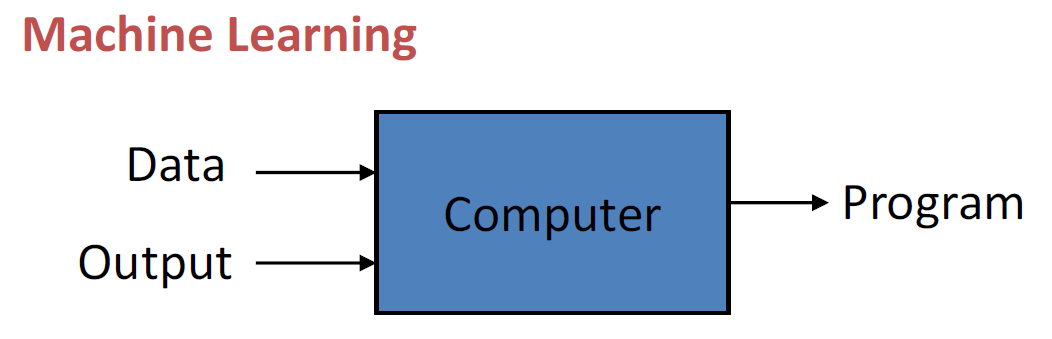 Machine Learning
Data
Computer
Program
Output